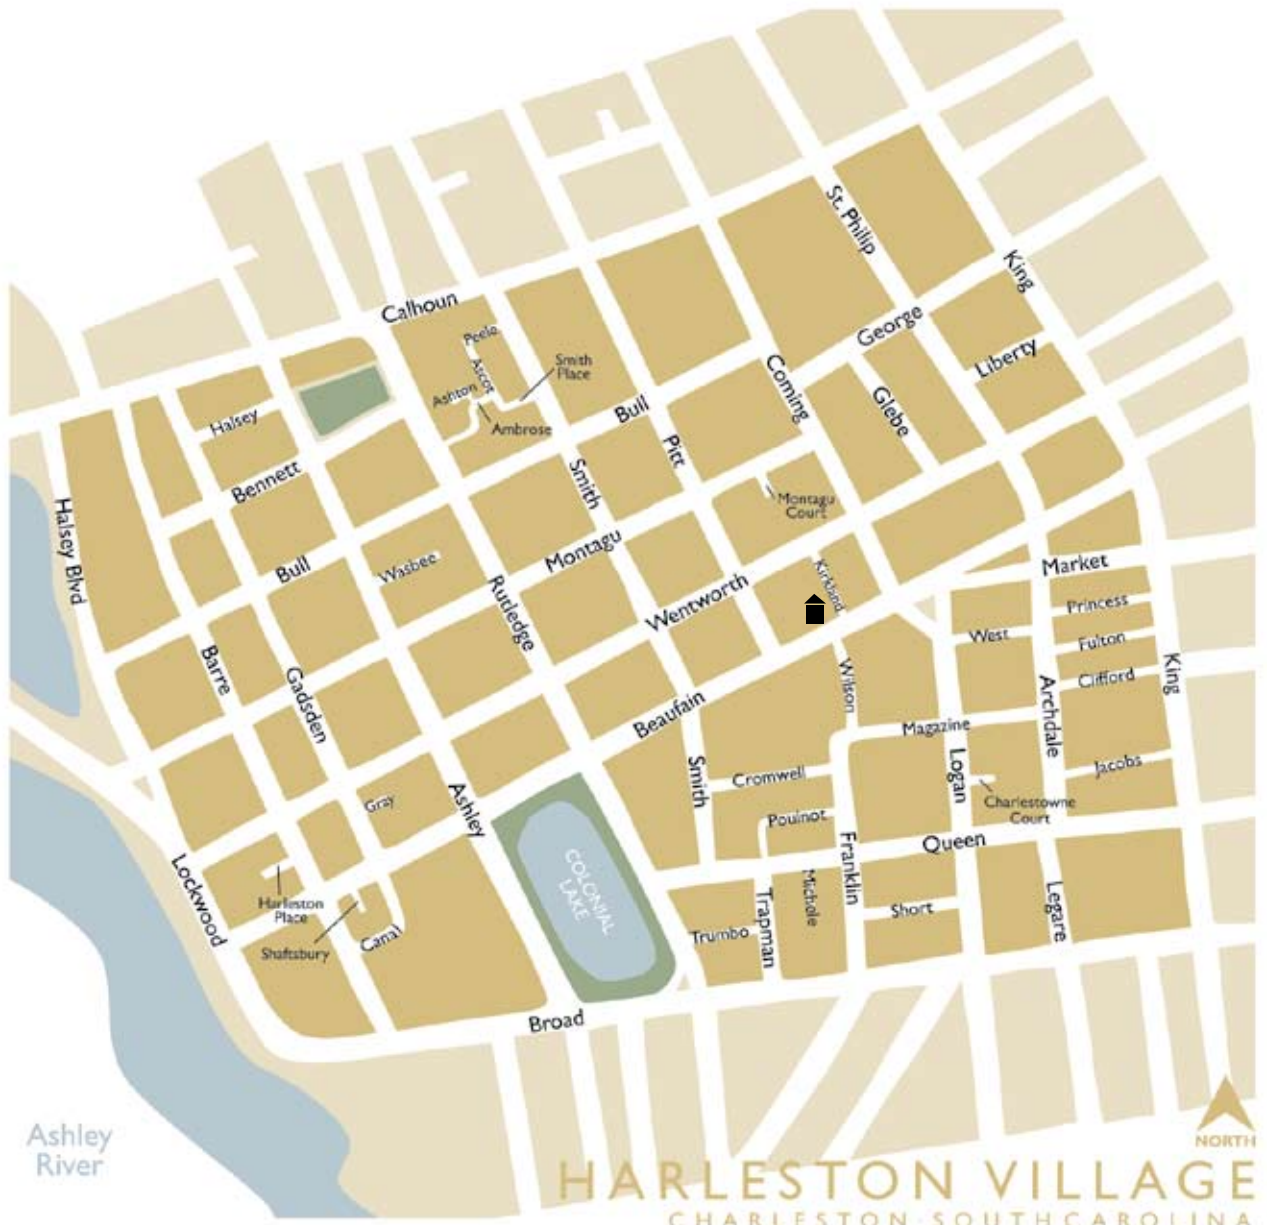 St. Philip
King
Calhoun
George
Peele
Ascot
Smith
Place
Liberty
Coming
Ashton
Glebe
Halsey
Bull
Ambrose
Pitt
Bennett
Smith
Montagu
Court
Halsey Blvd
Montagu
Bull
Wasbee
Market
Kirkland
Rutledge
Wentworth
Princess
West
Fulton
Barre
Gadsden
Clifford
King
Wilson
Archdale
Beaufain
Magazine
Smith
Cromwell
Logan
Jacobs
Ashley
Gray
Charlestowne
Court
Poulnot
Queen
Franklin
Lockwood
COLONIAL
LAKE
Harleston
Place
Michele
Trapman
Short
Legare
Shaftsbury
Canal
Trumbo
Broad
Ashley
River
NORTH
HARLESTON VILLAGE
CHARLESTON · SOUTH CAROLINA